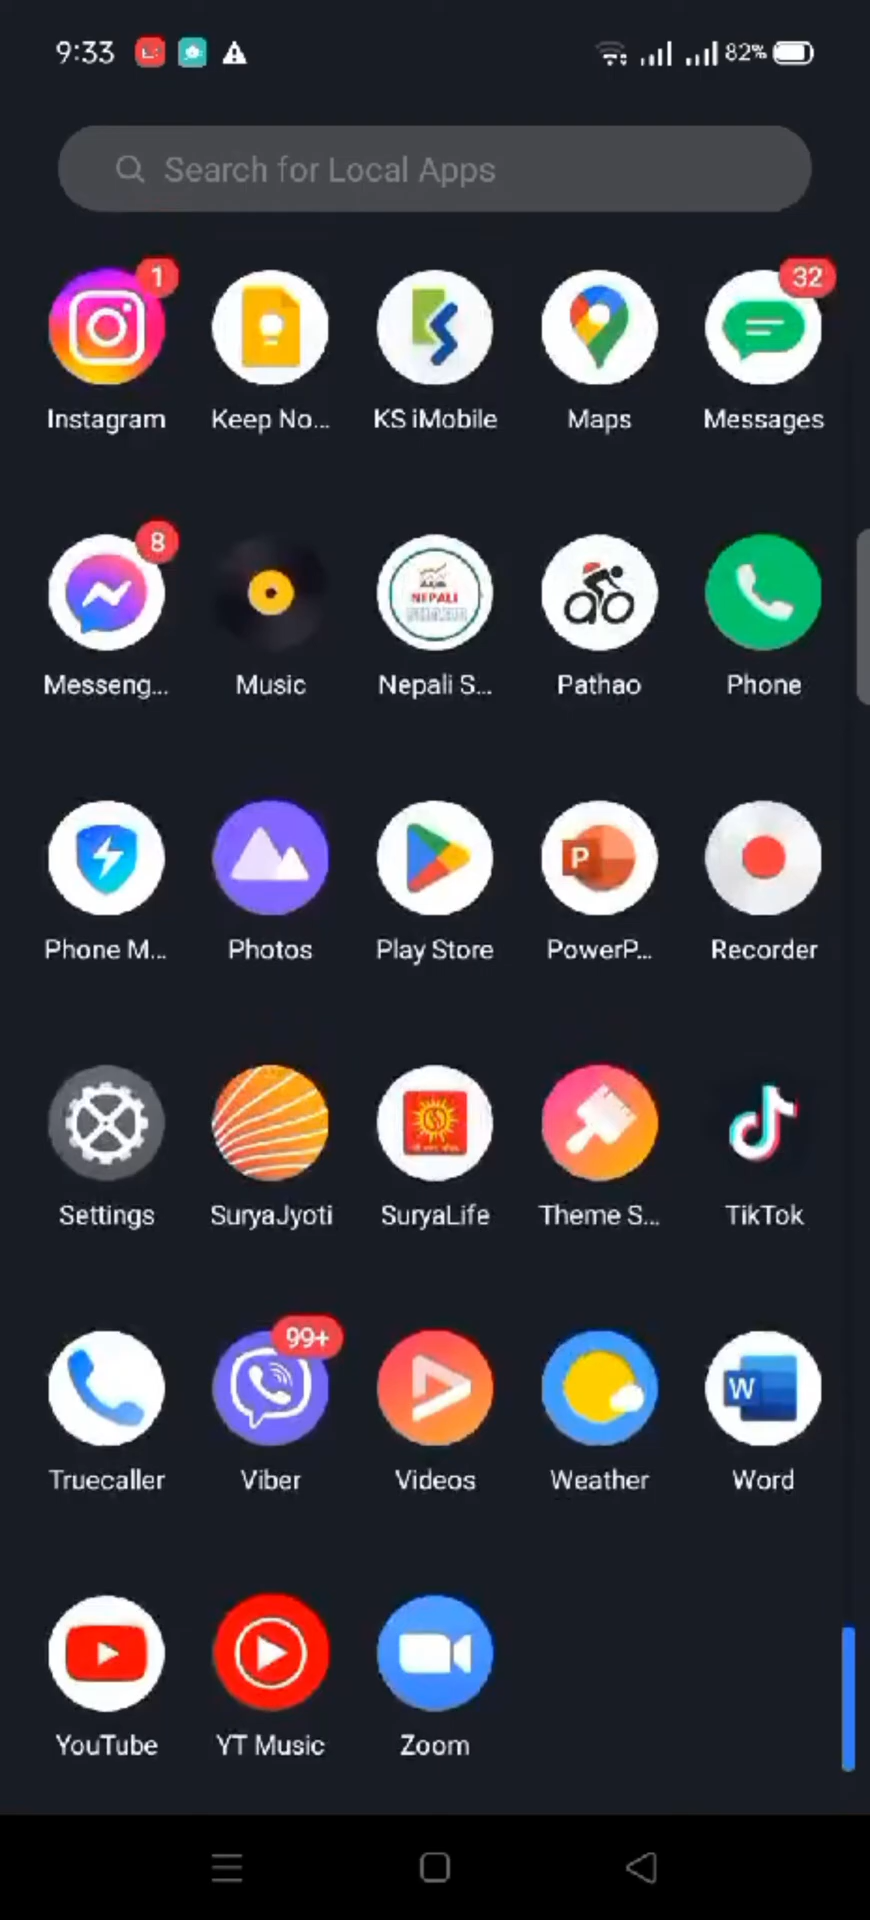 9:33
82%
Search for Local Apps
1
32
Instagram
Keep No...
KS iMobile
Maps
Messages
8
NEPALI
Messeng...
Music
Nepali S...
Pathao
Phone
P
Phone M...
Photos
Play Store
PowerP...
Recorder
Settings
SuryaJyoti
SuryaLife
Theme S...
TikTok
99+
W
Truecaller
Viber
Videos
Weather
Word
YouTube
YT Music
Zoom